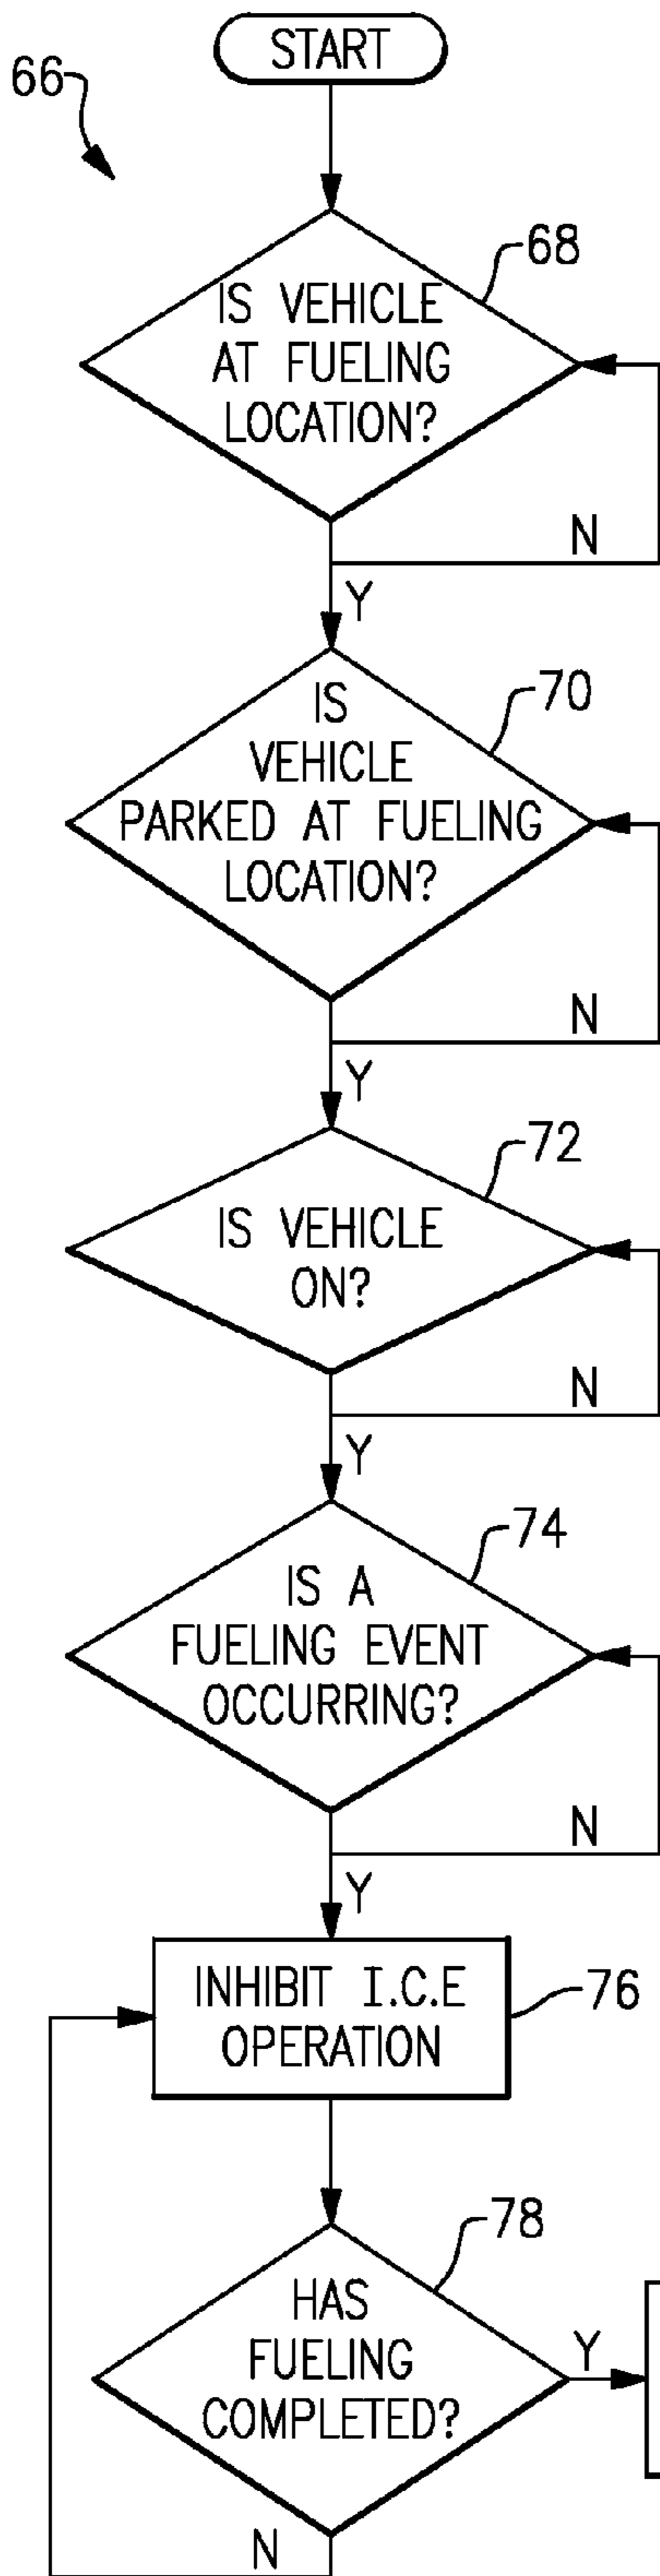 START
66
68
IS VEHICLE
AT FUELING
LOCATION?
N
Y
70
IS
VEHICLE
PARKED AT FUELING
LOCATION?
N
Y
72
IS VEHICLE
ON?
N
Y
74
IS A
FUELING EVENT
OCCURRING?
N
Y
INHIBIT I.C.E
OPERATION
76
78
HAS
FUELING
COMPLETED?
Y
N